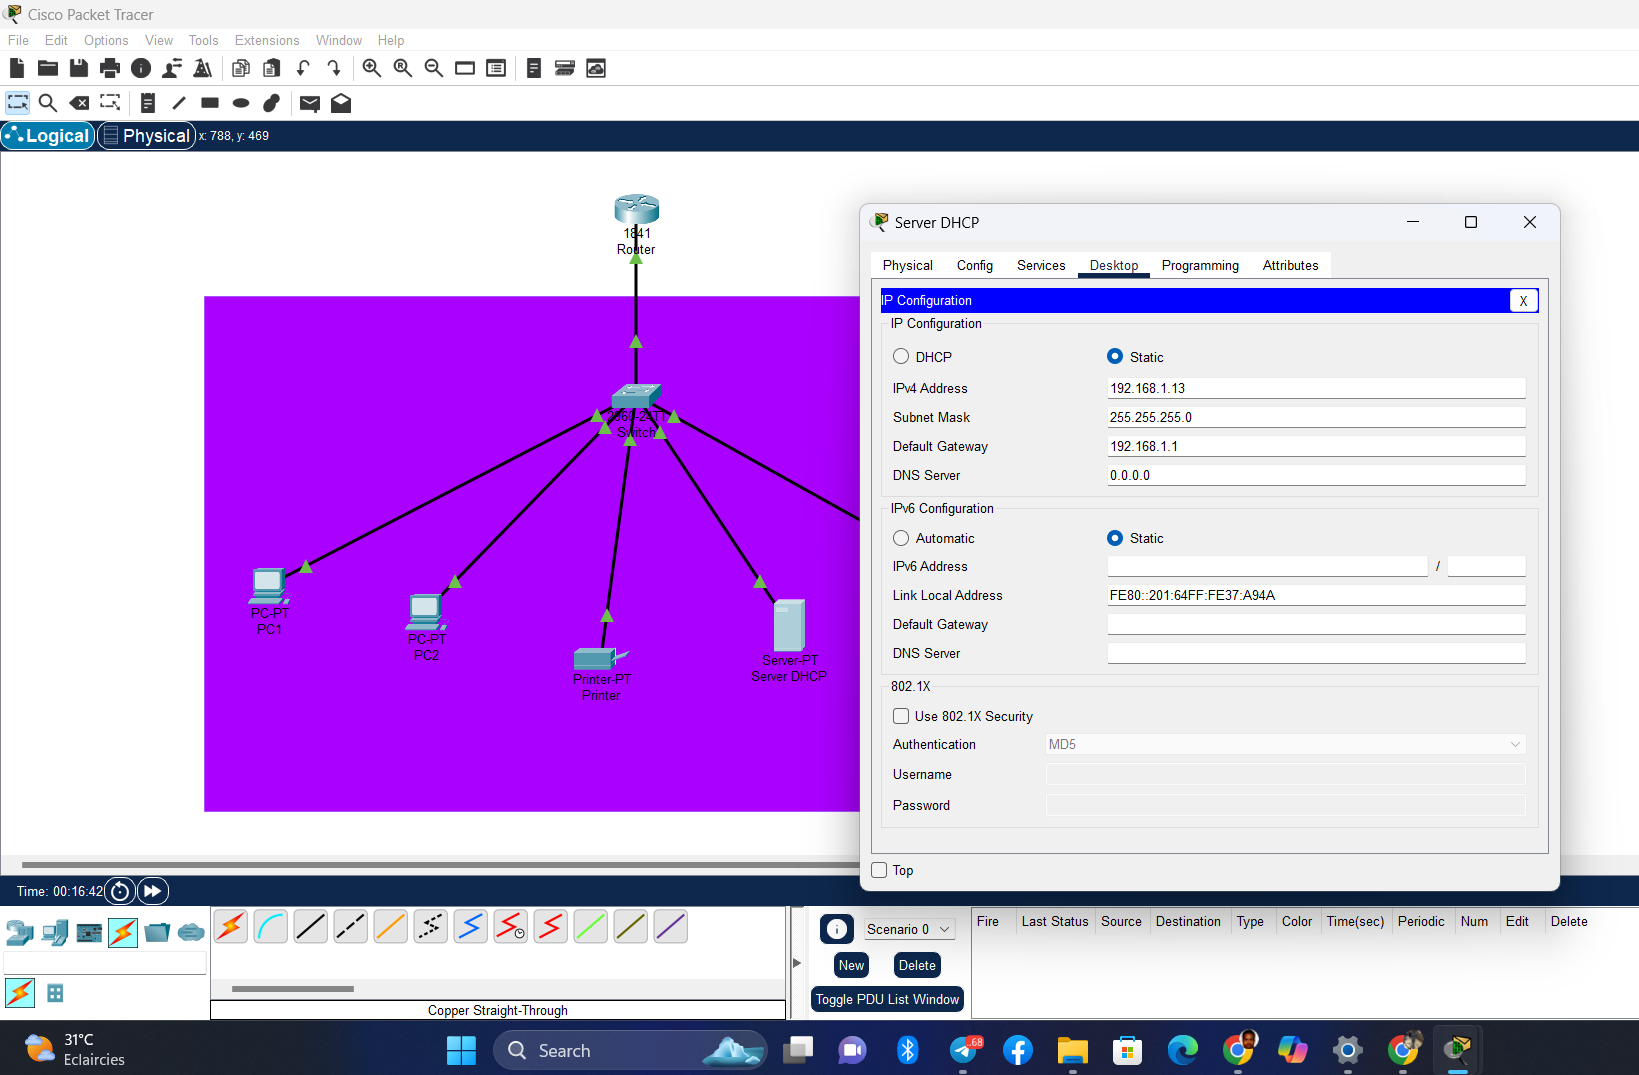 Cisco Packet Tracer
File Edit Options View Tools Extensions Window Help
Logical Physical x: 788, y: 469
1841
Router
2960-24TT
Switch
PC-PT
PC1
PC-PT
PC2
Printer-PT
Printer
Server-PT
Server DHCP
Server DHCP
Physical Config Services Desktop Programming Attributes
IP Configuration X
IP Configuration
DHCP Static
IPv4 Address 192.168.1.13
Subnet Mask 255.255.255.0
Default Gateway 192.168.1.1
DNS Server 0.0.0.0
IPv6 Configuration
Automatic Static
IPv6 Address /
Link Local Address FE80::201:64FF:FE37:A94A
Default Gateway
DNS Server
802.1X
Use 802.1X Security
Authentication MD5
Username
Password
Top
Time: 00:16:42
Copper Straight-Through
Scenario 0
New Delete
Toggle PDU List Window
Fire Last Status Source Destination Type Color Time(sec) Periodic Num Edit Delete
31°C
Eclaircies
Search
..68